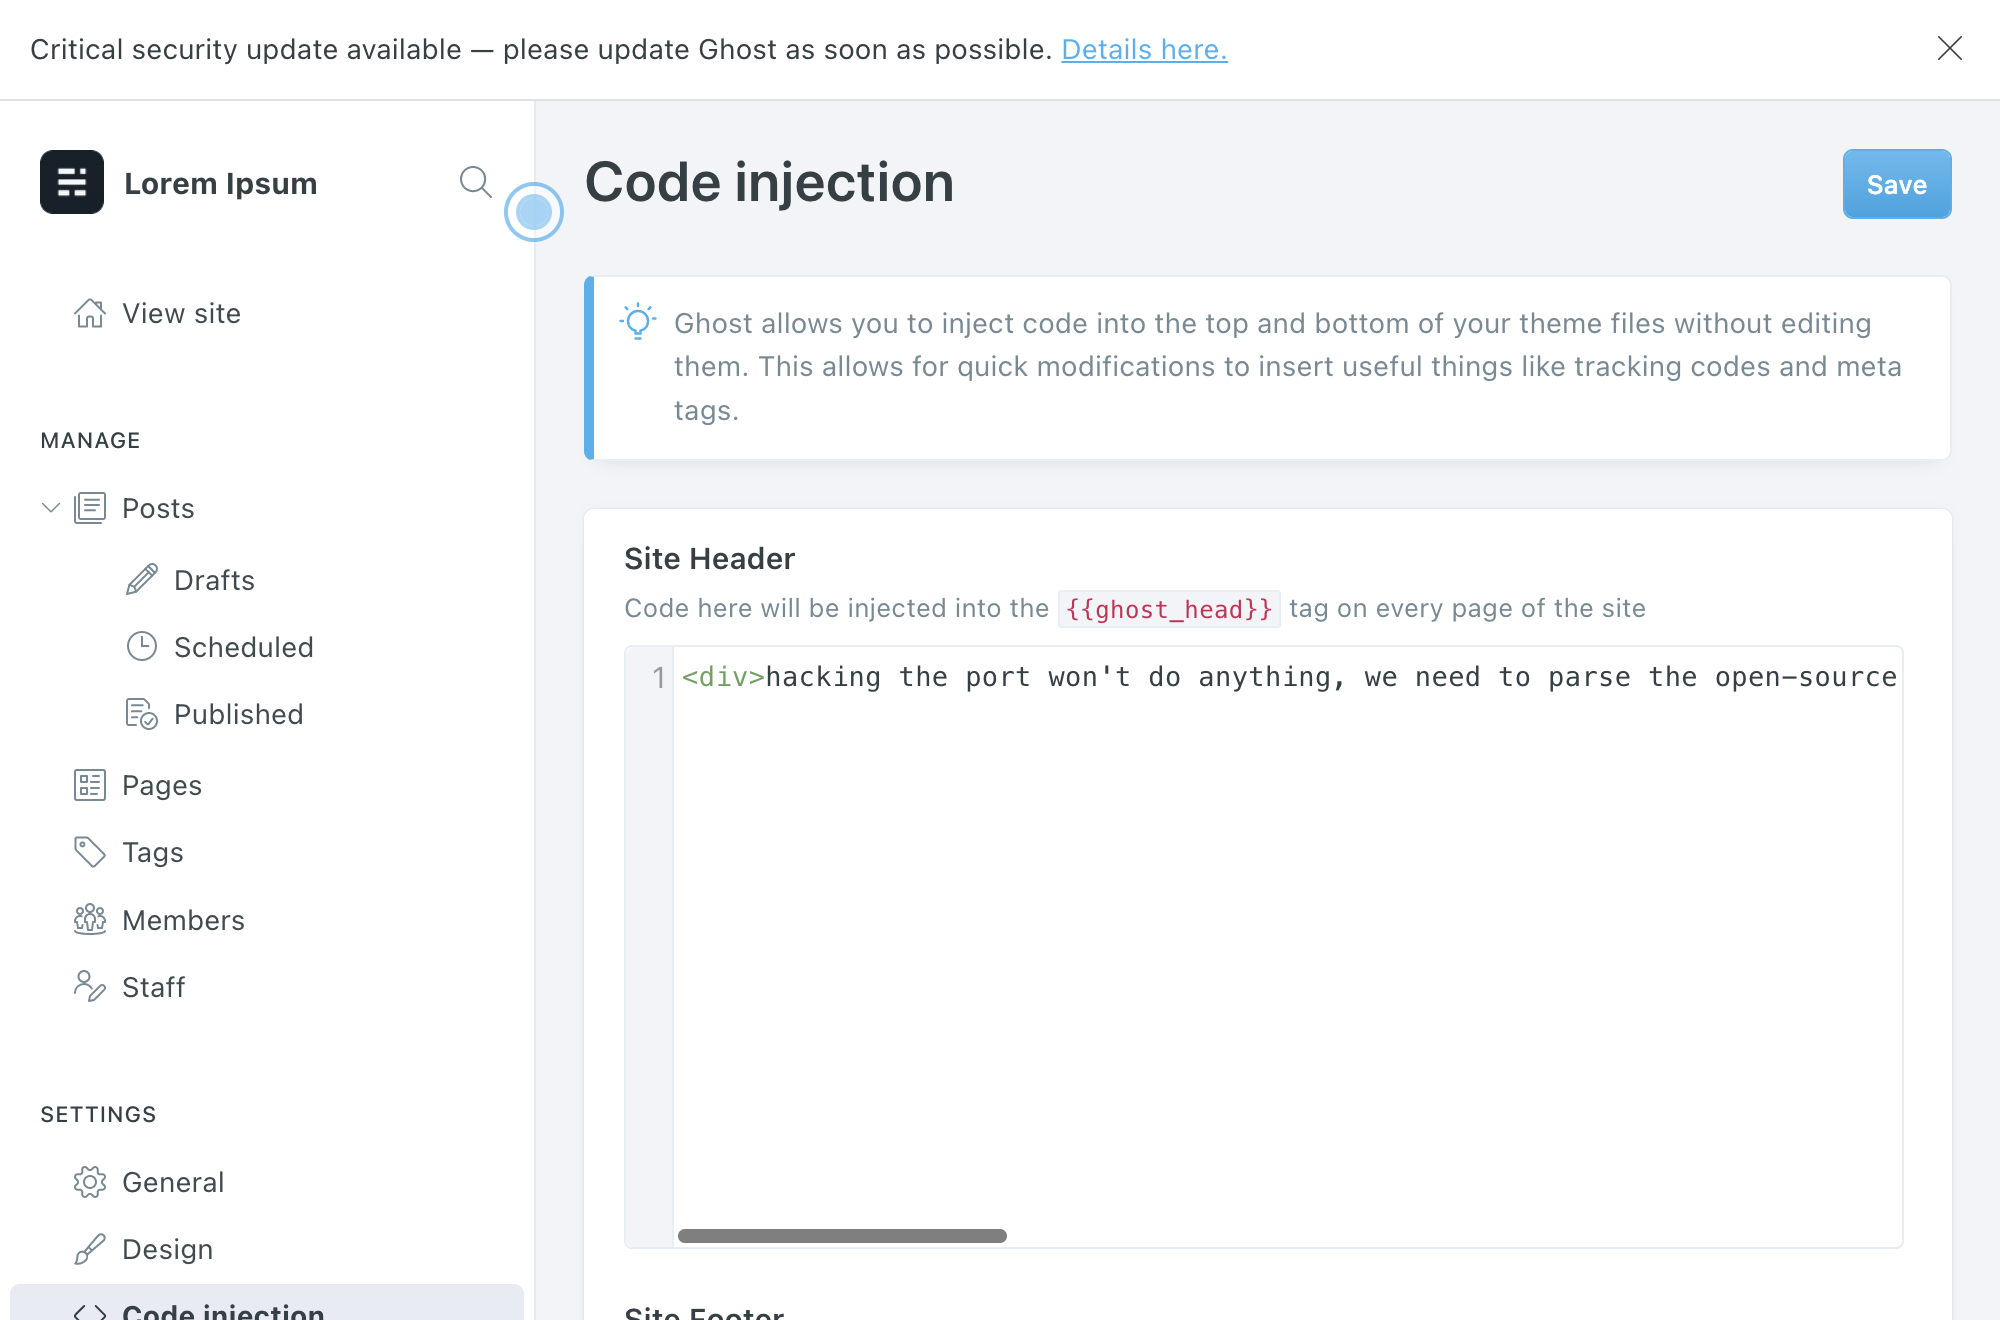 Critical security update available — please update Ghost as soon as possible. Details here.
Lorem Ipsum
View site
MANAGE
Posts
Drafts
Scheduled
Published
Pages
Tags
Members
Staff
SETTINGS
General
Design
Code injection
Code injection
Save
Ghost allows you to inject code into the top and bottom of your theme files without editing
them. This allows for quick modifications to insert useful things like tracking codes and meta
tags.
Site Header
Code here will be injected into the {{ghost_head}} tag on every page of the site
1 <div>hacking the port won't do anything, we need to parse the open-source
Site Footer